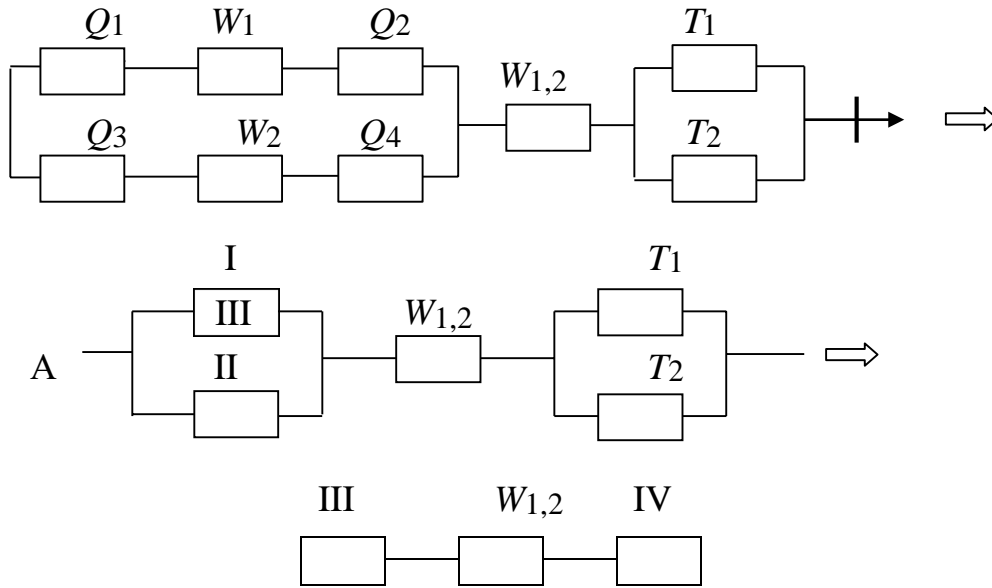 Q1 W1 Q2 T1
W1,2
Q3 W2 Q4 T2
I T1
III W1,2
A II T2
III W1,2 IV